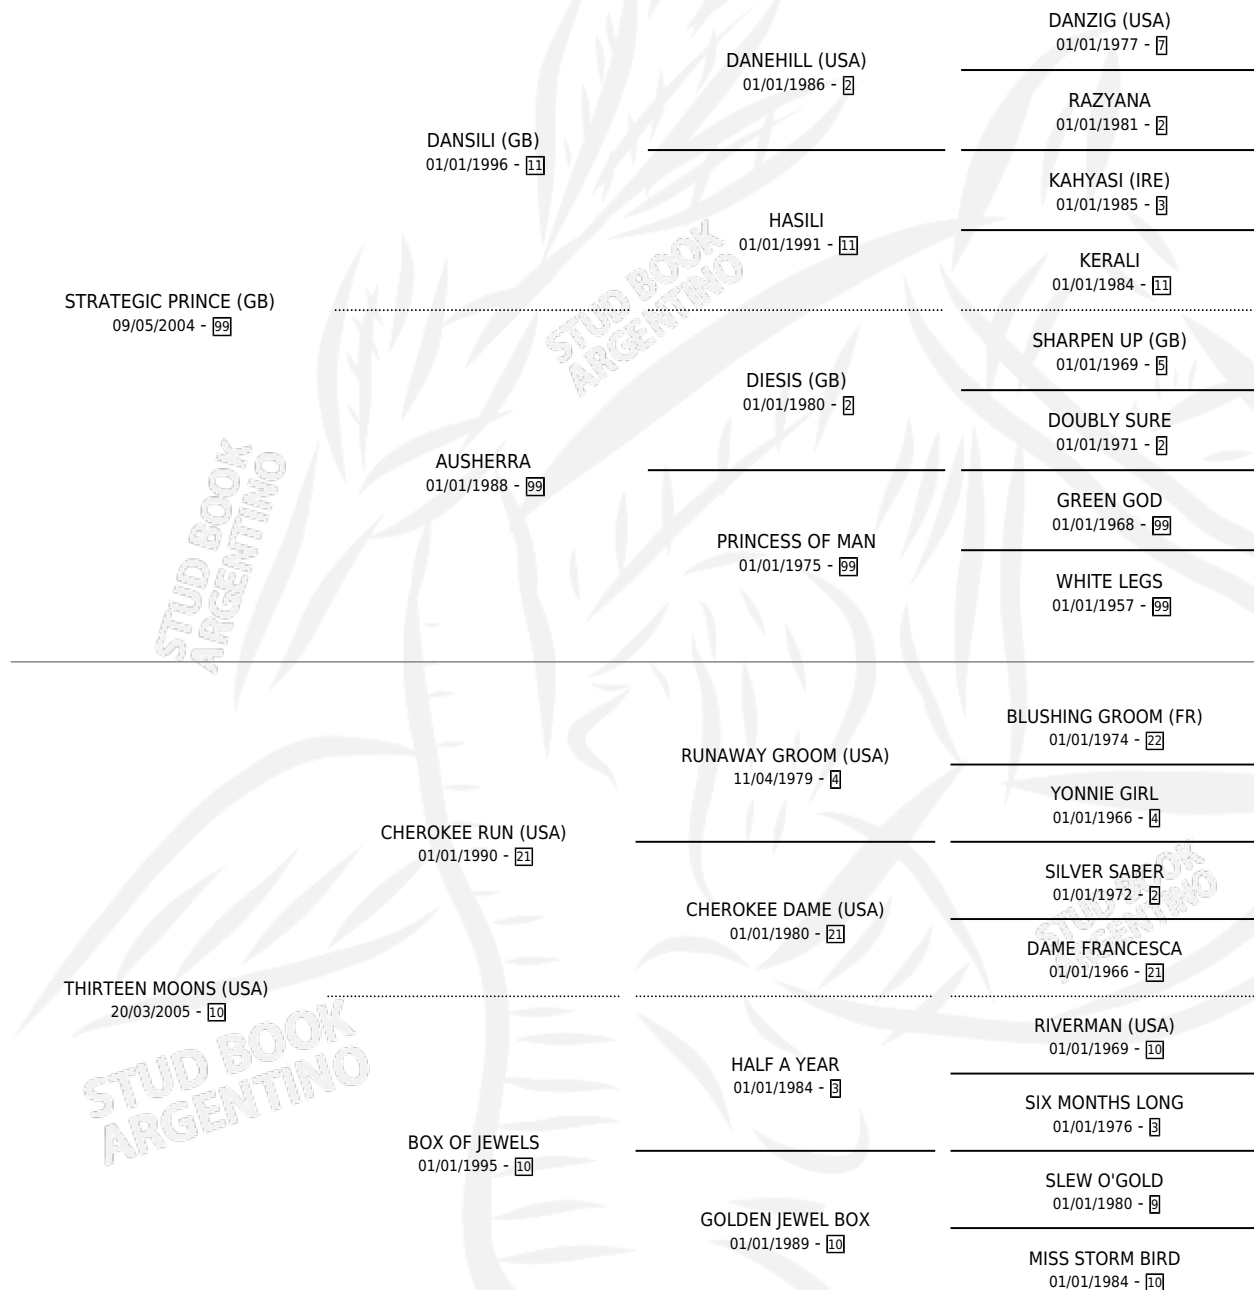 DANZIG (USA)
01/01/1977 - 7
DANEHILL (USA)
01/01/1986 - 2
RAZYANA
01/01/1981 - 2
DANSILI (GB)
01/01/1996 - 11
KAHYASI (IRE)
01/01/1985 - 3
HASILI
01/01/1991 - 11
KERALI
01/01/1984 - 11
STRATEGIC PRINCE (GB)
09/05/2004 - 99
SHARPEN UP (GB)
01/01/1969 - 5
DIESIS (GB)
01/01/1980 - 2
DOUBLY SURE
01/01/1971 - 2
AUSHERRA
01/01/1988 - 99
GREEN GOD
01/01/1968 - 99
PRINCESS OF MAN
01/01/1975 - 99
WHITE LEGS
01/01/1957 - 99
BLUSHING GROOM (FR)
01/01/1974 - 22
RUNAWAY GROOM (USA)
11/04/1979 - 4
YONNIE GIRL
01/01/1966 - 4
CHEROKEE RUN (USA)
01/01/1990 - 21
SILVER SABER
01/01/1972 - 2
CHEROKEE DAME (USA)
01/01/1980 - 21
DAME FRANCESCA
01/01/1966 - 21
THIRTEEN MOONS (USA)
20/03/2005 - 10
RIVERMAN (USA)
01/01/1969 - 10
HALF A YEAR
01/01/1984 - 3
SIX MONTHS LONG
01/01/1976 - 3
BOX OF JEWELS
01/01/1995 - 10
SLEW O'GOLD
01/01/1980 - 9
GOLDEN JEWEL BOX
01/01/1989 - 10
MISS STORM BIRD
01/01/1984 - 10
STUD BOOK
ARGENTINO
STUD BOOK
ARGENTINO
STUD BOOK
ARGENTINO
STUD BOOK
ARGENTINO